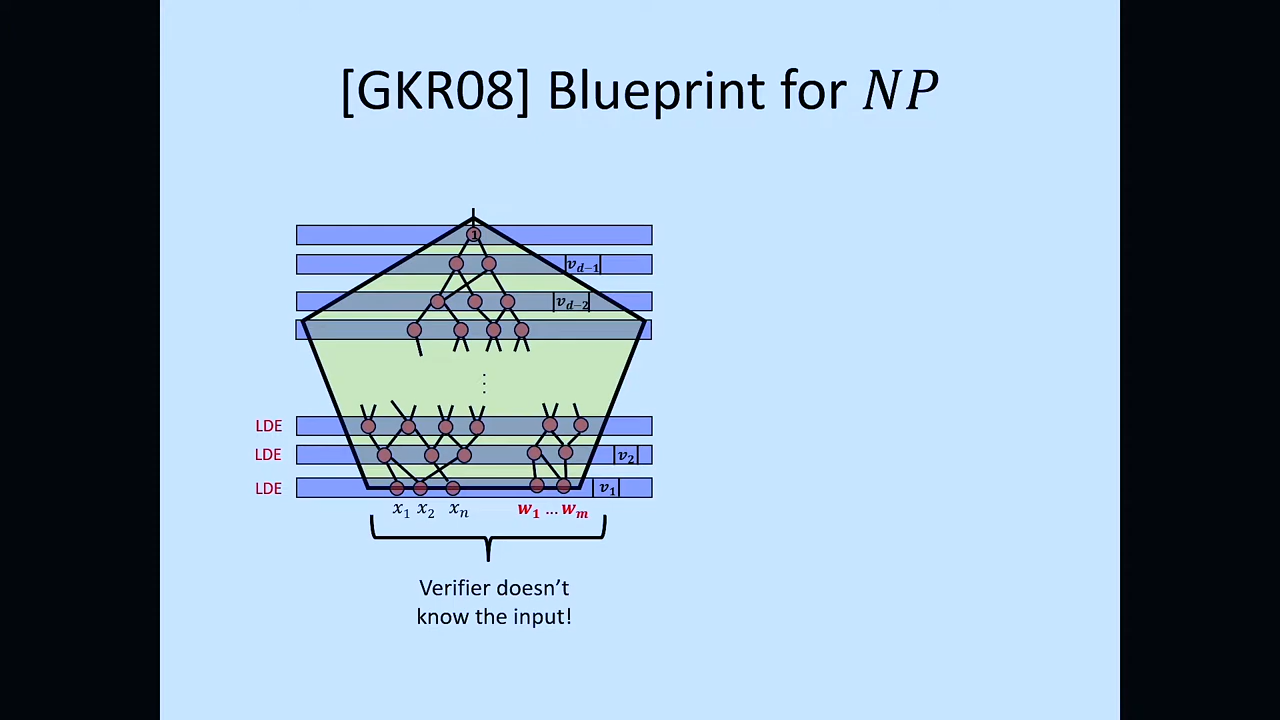 [GKR08] Blueprint for NP
1
v_{d−1}
v_{d−2}
⋮
LDE
LDE v_2
LDE v_1
x_1 x_2 x_n w_1 ... w_m
Verifier doesn’t
know the input!